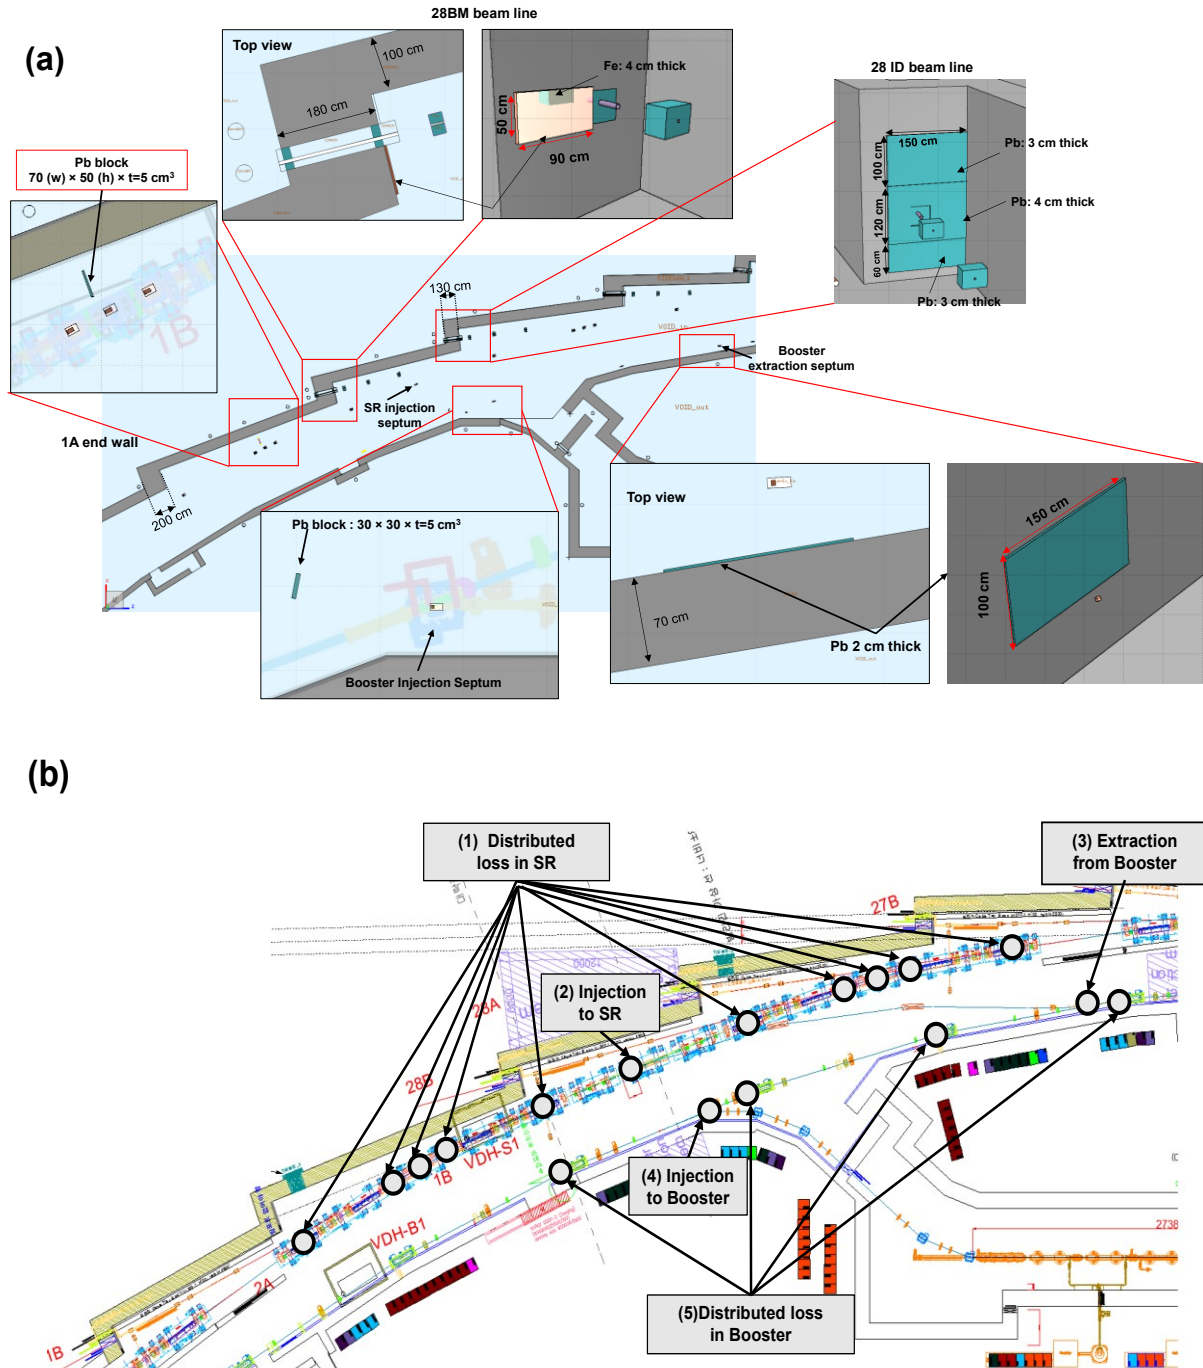 28BM beam line
(a)
Top view
100 cm
180 cm
Fe: 4 cm thick
50 cm
90 cm
28 ID beam line
150 cm
100 cm
Pb: 3 cm thick
120 cm
Pb: 4 cm thick
60 cm
Pb: 3 cm thick
Pb block
70 (w) × 50 (h) × t=5 cm³
1B
130 cm
VOID_in
Booster
extraction septum
SR injection
septum
VOID_out
1A end wall
200 cm
Pb block : 30 × 30 × t=5 cm³
Booster Injection Septum
Top view
70 cm
Pb 2 cm thick
150 cm
100 cm
(b)
(1) Distributed
loss in SR
(3) Extraction
from Booster
27B
12000
28A
(2) Injection
to SR
28B
VDH-S1
1B
(4) Injection
to Booster
VDH-B1
2A
2738
(5)Distributed loss
in Booster
1B